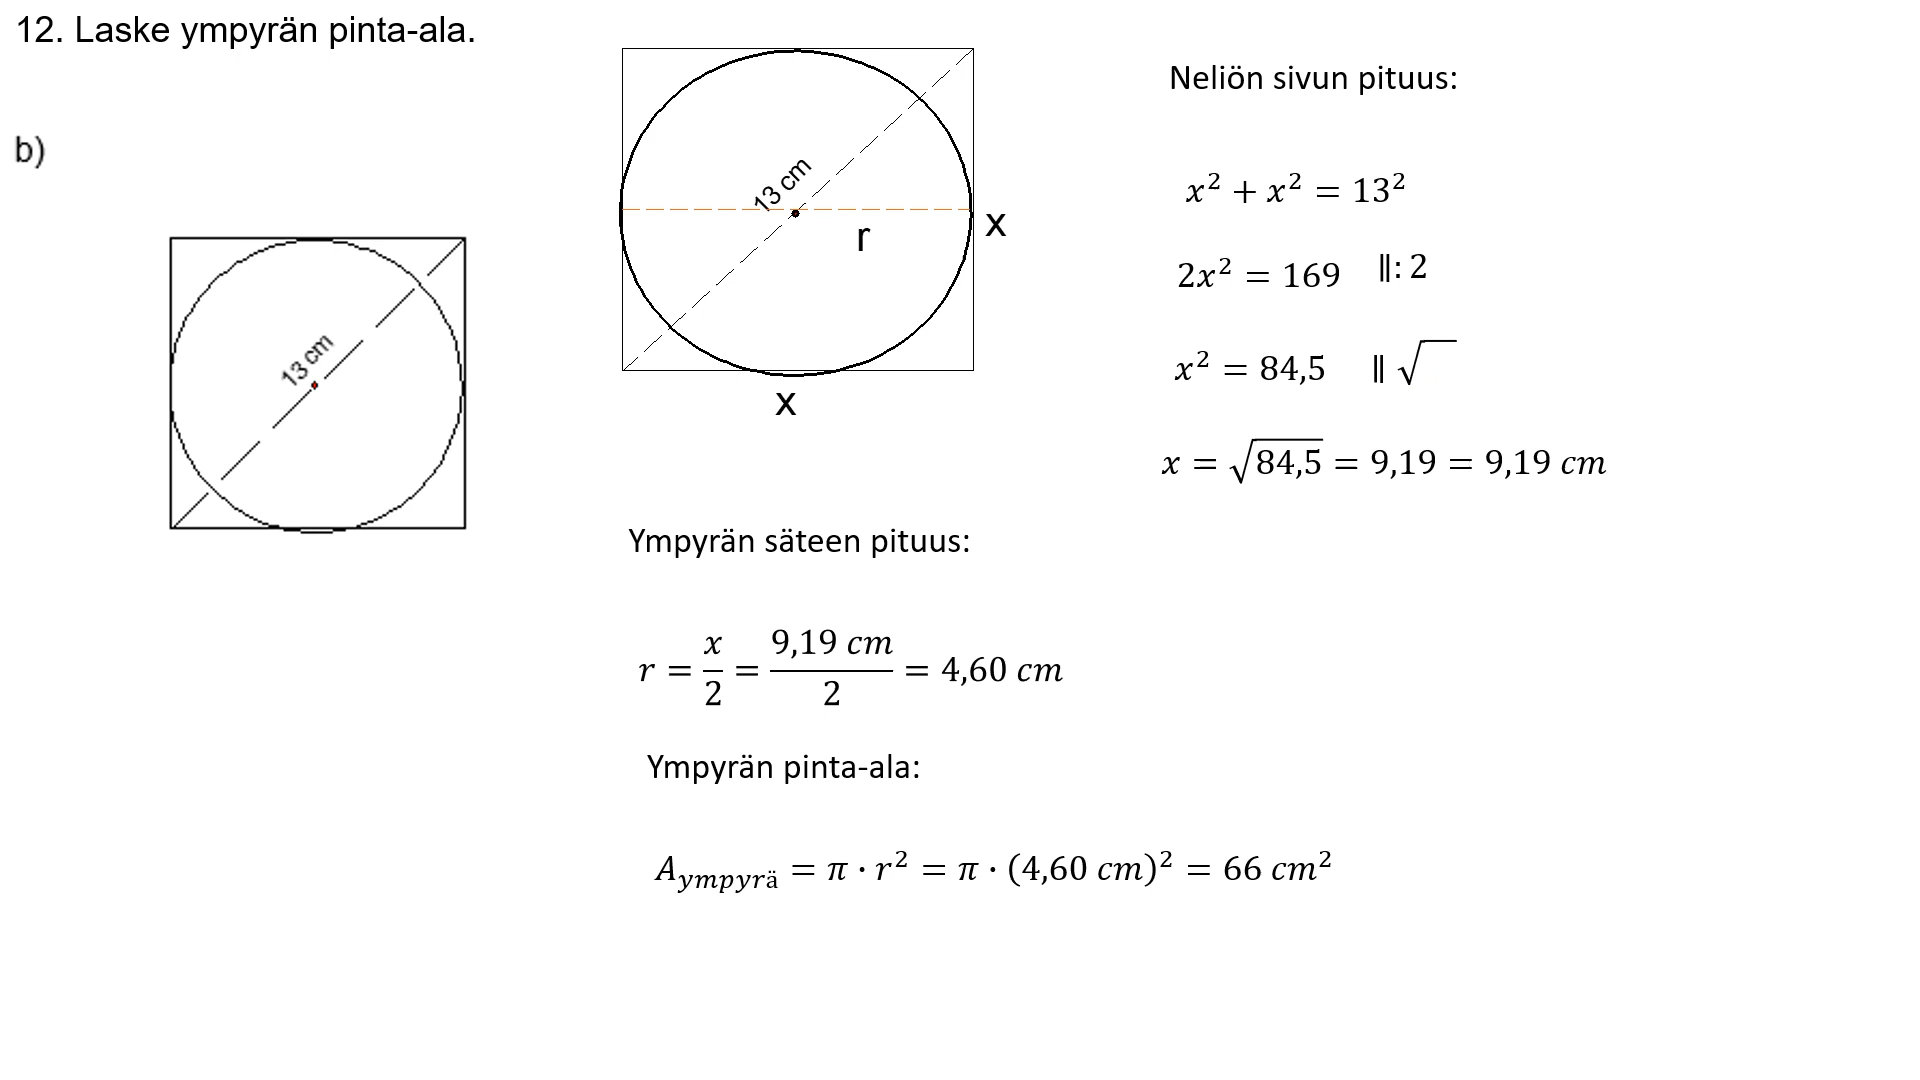 12. Laske ympyrän pinta-ala.
b)
13 cm
13 cm
r
x
x
Neliön sivun pituus:
x² + x² = 13²
2x² = 169 ‖: 2
x² = 84,5 ‖ √
x = √84,5 = 9,19 = 9,19 cm
Ympyrän säteen pituus:
r = x/2 = 9,19 cm/2 = 4,60 cm
Ympyrän pinta-ala:
A_ympyrä = π · r² = π · (4,60 cm)² = 66 cm²